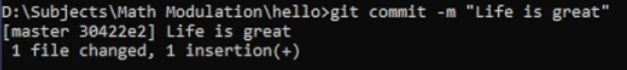 D:\Subjects\Math Modulation\hello>git commit -m "Life is great"
[master 30422e2] Life is great
 1 file changed, 1 insertion(+)